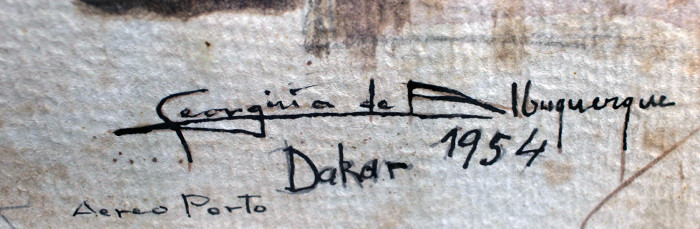 Georgina de Albuquerque
Dakar 1954
Aereo Porto